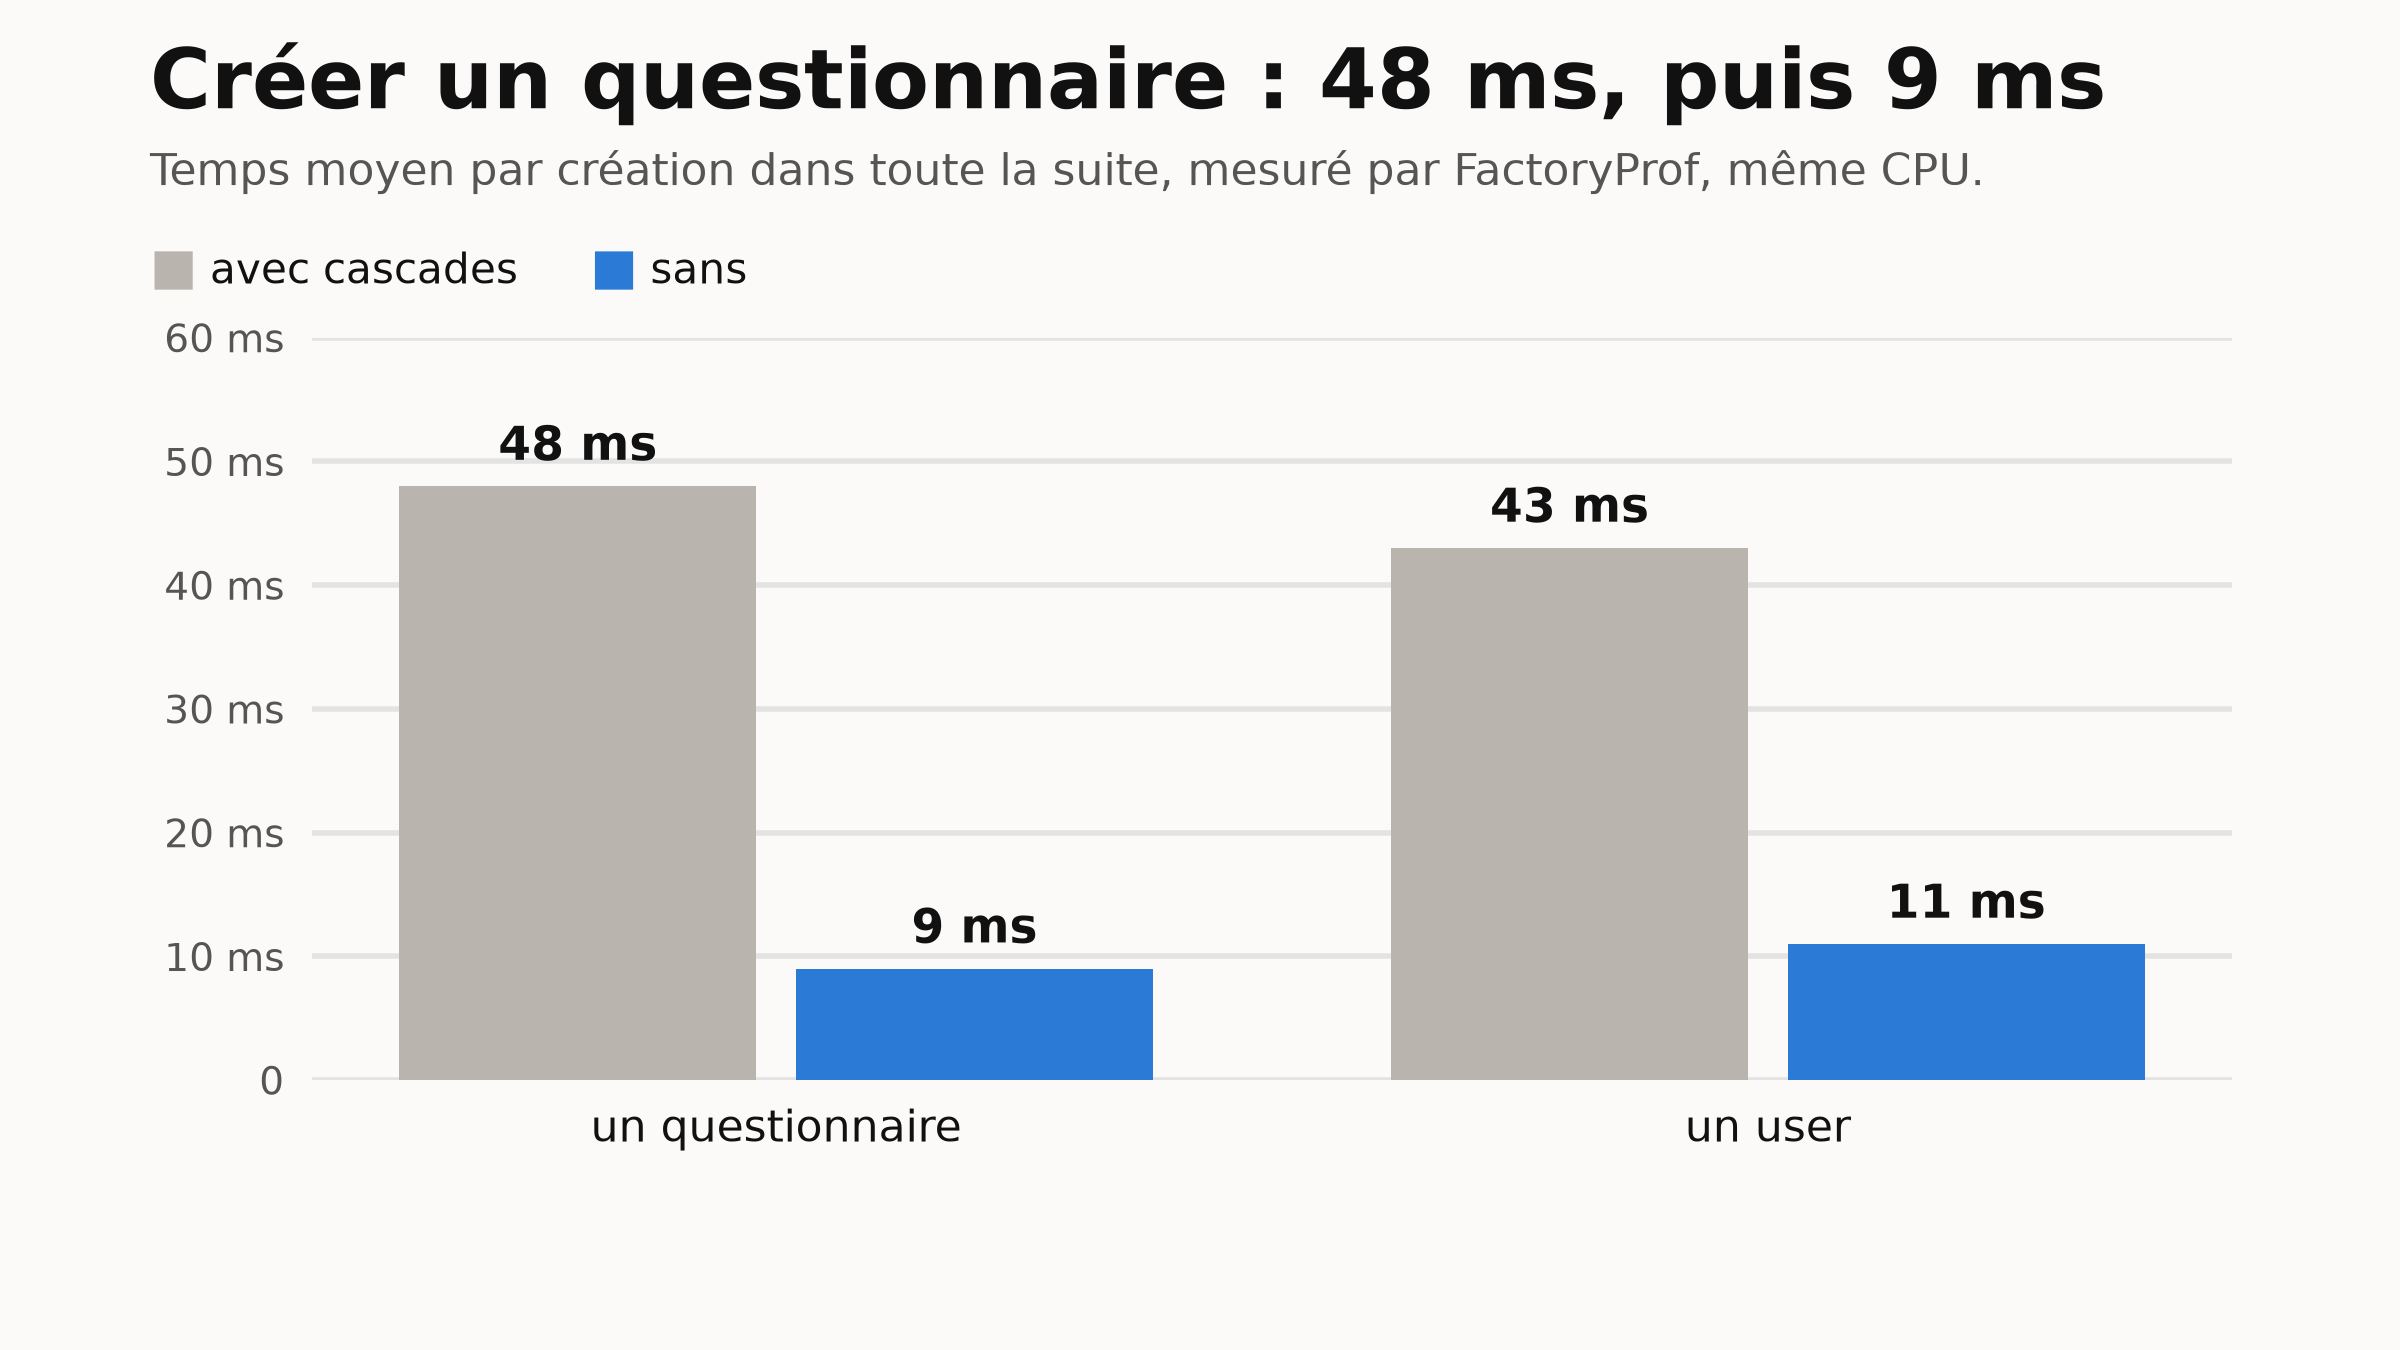 Créer un questionnaire : 48 ms, puis 9 ms
Temps moyen par création dans toute la suite, mesuré par FactoryProf, même CPU.
avec cascades sans
60 ms
50 ms
40 ms
30 ms
20 ms
10 ms
0
48 ms
9 ms
43 ms
11 ms
un questionnaire
un user